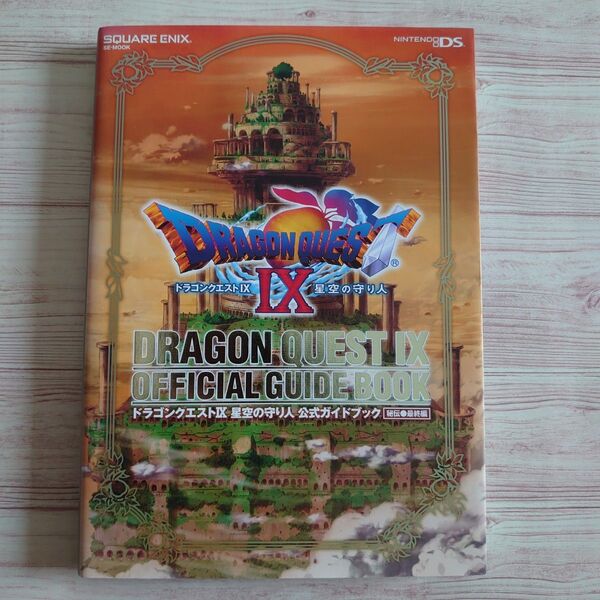 SQUARE ENIX.
SE-MOOK
NINTENDO DS
DRAGON QUEST®
ドラゴンクエストIX
IX
星空の守り人
DRAGON QUEST IX
OFFICIAL GUIDE BOOK
ドラゴンクエストIX 星空の守り人 公式ガイドブック 秘伝●最終編